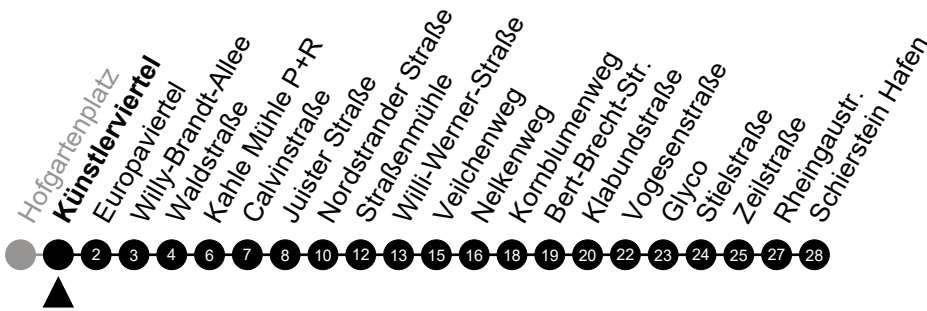 Hofgartenplatz
Künstlerviertel
Europaviertel
Willy-Brandt-Allee
Waldstraße
Kahle Mühle P+R
Calvinstraße
Juister Straße
Nordstrander Straße
Straßenmühle
Willi-Werner-Straße
Veilchenweg
Nelkenweg
Kornblumenweg
Bert-Brecht-Str.
Klabundstraße
Vogesenstraße
Glyco
Stielstraße
Zeilstraße
Rheingaustr.
Schierstein Hafen
2 3 4 6 7 8 10 12 13 15 16 18 19 20 22 23 24 25 27 28